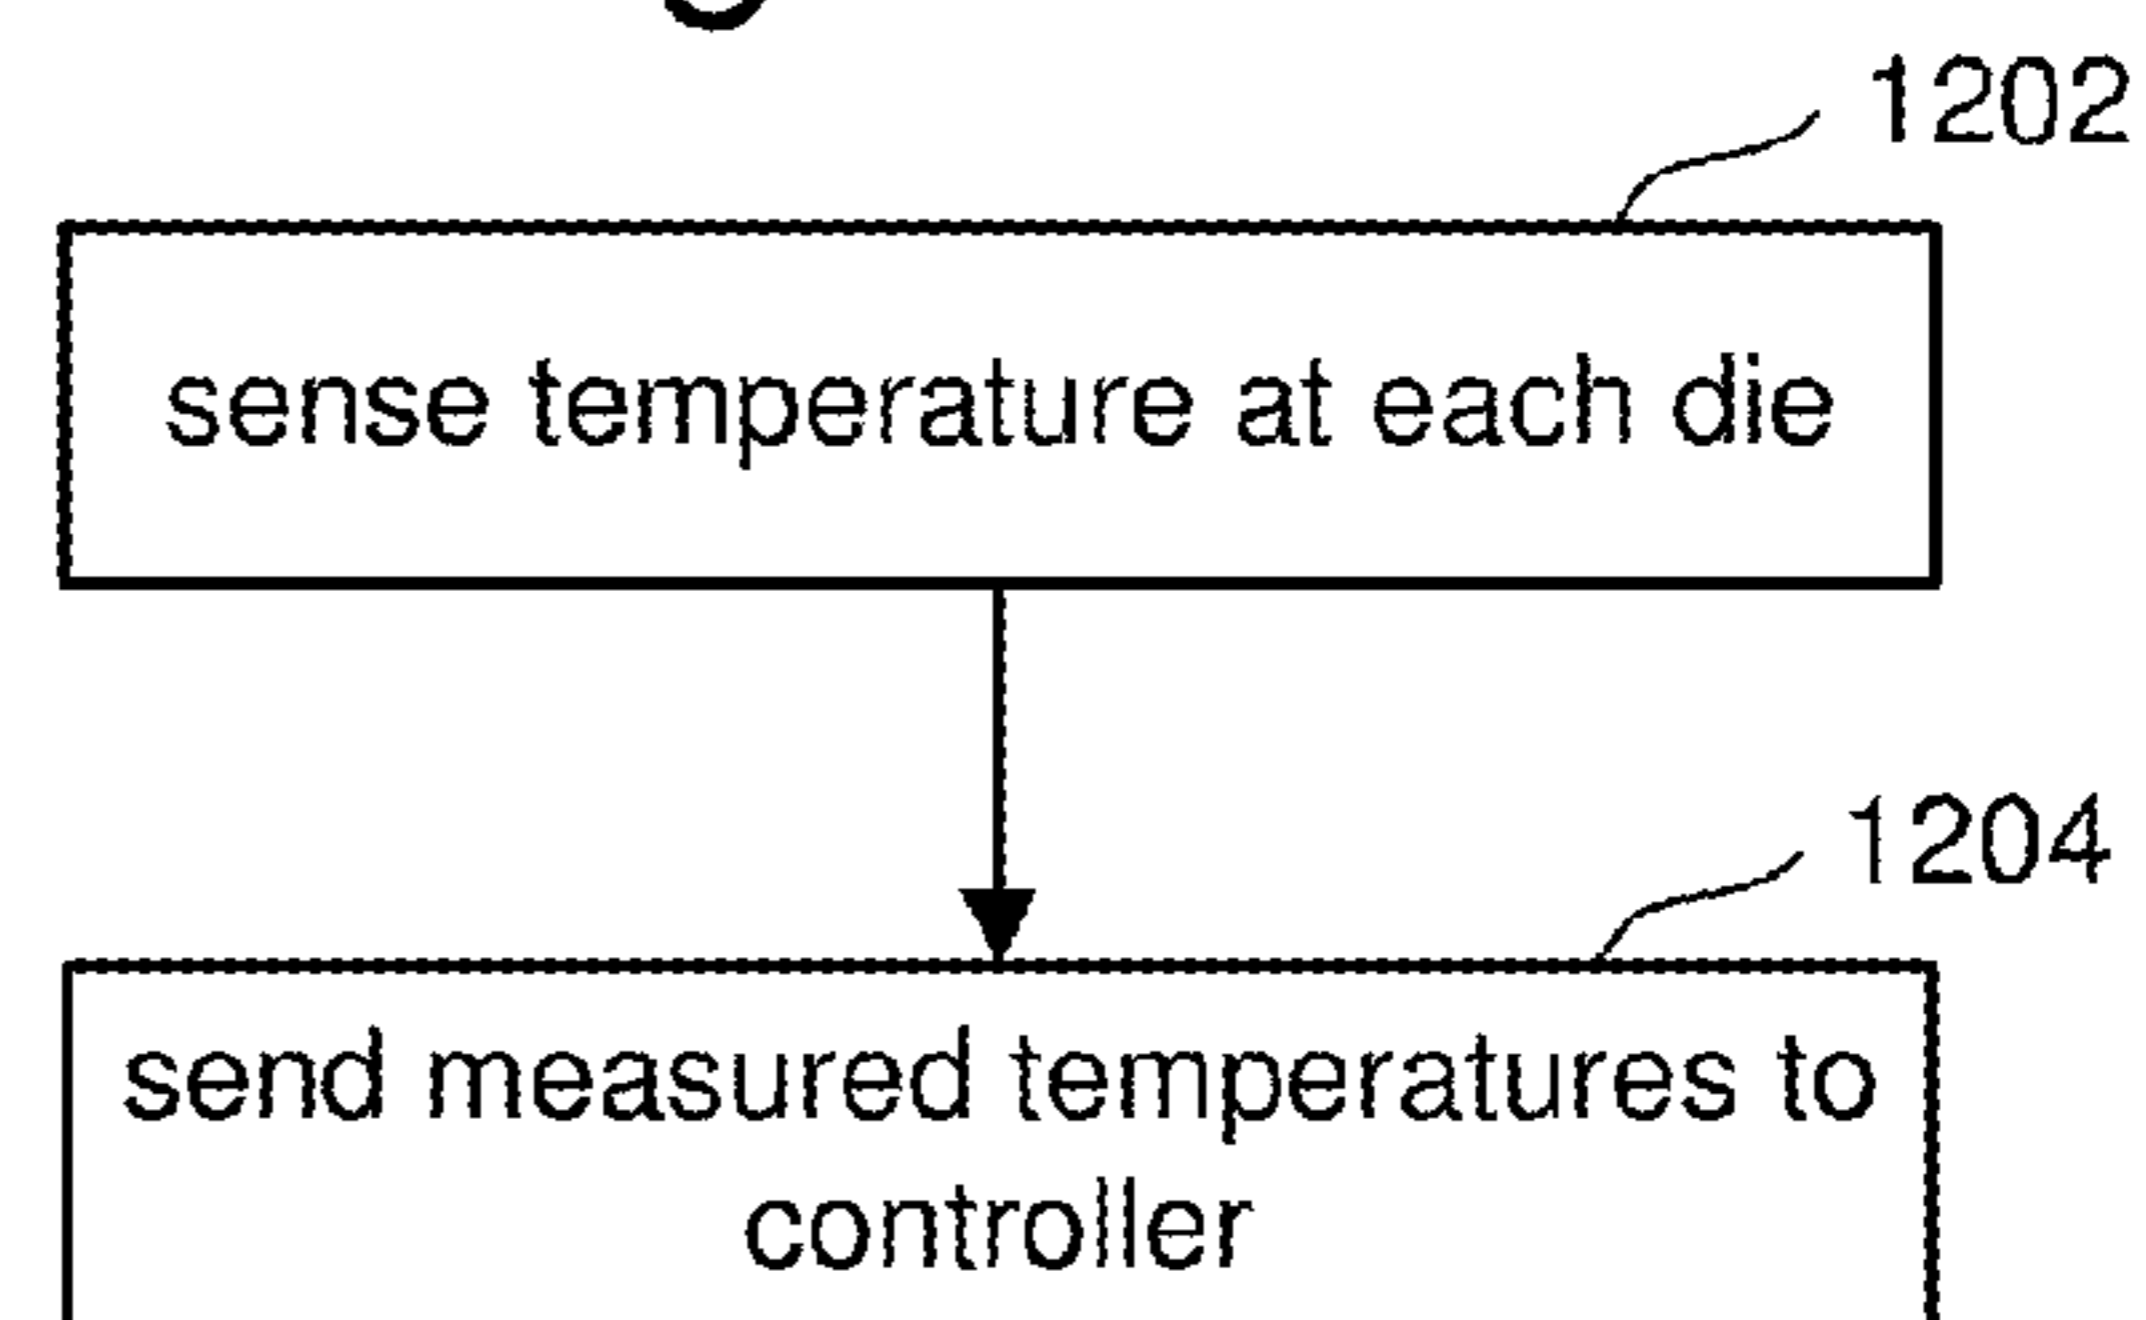 1202
sense temperature at each die
1204
send measured temperatures to
controller